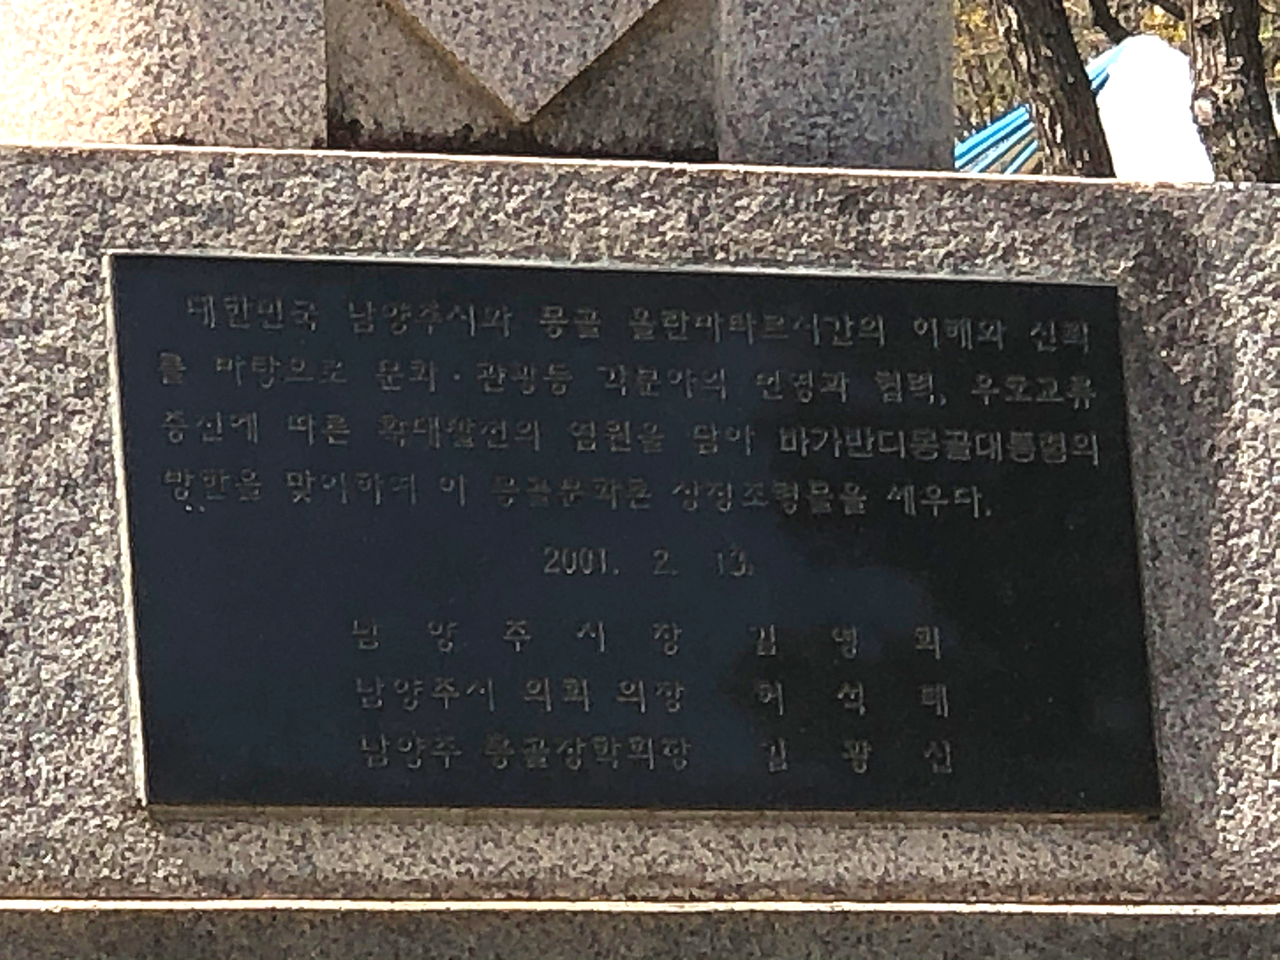 대한민국 남양주시와 몽골 울란바타르시간의 이해와 신뢰
를 바탕으로 문화·관광등 각분야의 번영과 협력, 우호교류
증진에 따른 확대발전의 염원을 담아 바가반디몽골대통령의
방한을 맞이하여 이 몽골문화촌 상징조형물을 세우다.
2001. 2. 13.
남 양 주 시 장 김 영 희
남양주시 의회 의장 허 석 태
남양주 몽골장학회장 김 광 신